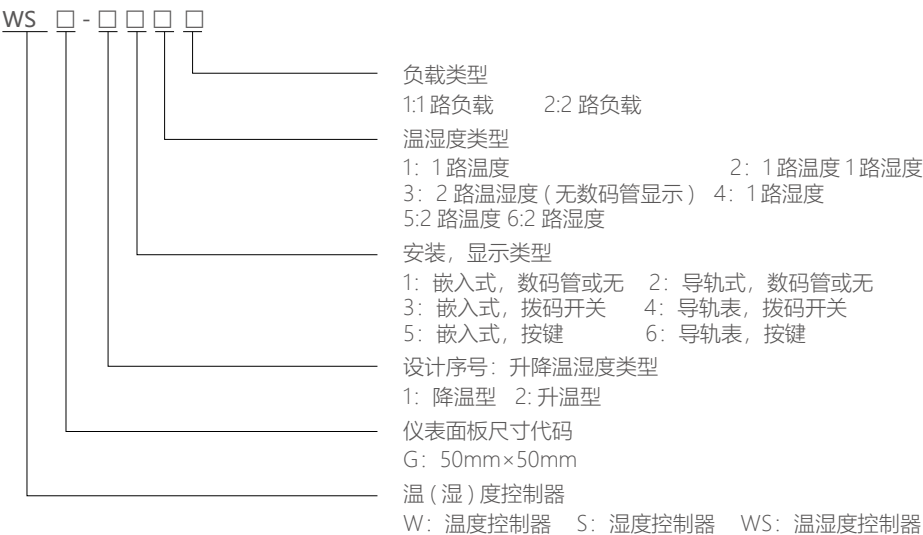 WS □ - □ □ □ □
负载类型
1:1 路负载 2:2 路负载
温湿度类型
1：1 路温度 2：1 路温度 1 路湿度
3：2 路温湿度 ( 无数码管显示 ) 4：1 路湿度
5:2 路温度 6:2 路湿度
安装，显示类型
1：嵌入式，数码管或无 2：导轨式，数码管或无
3：嵌入式，拨码开关 4：导轨表，拨码开关
5：嵌入式，按键 6：导轨表，按键
设计序号：升降温湿度类型
1：降温型 2: 升温型
仪表面板尺寸代码
G：50mm×50mm
温 ( 湿 ) 度控制器
W：温度控制器 S：湿度控制器 WS：温湿度控制器